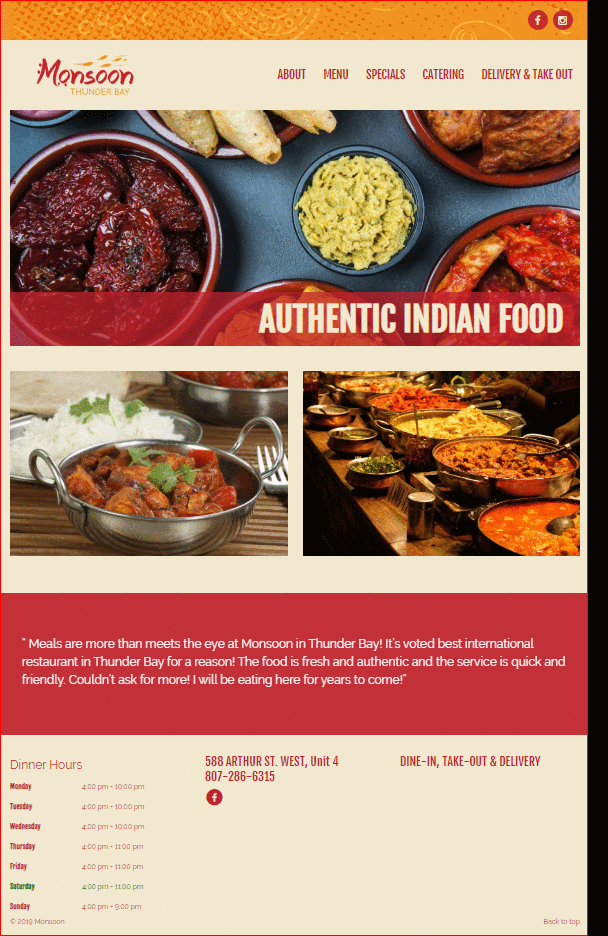 Monsoon
THUNDER BAY
ABOUT MENU SPECIALS CATERING DELIVERY & TAKE OUT
AUTHENTIC INDIAN FOOD
" Meals are more than meets the eye at Monsoon in Thunder Bay! It's voted best international
restaurant in Thunder Bay for a reason! The food is fresh and authentic and the service is quick and
friendly. Couldn't ask for more! I will be eating here for years to come!"
Dinner Hours
Monday 4:00 pm - 10:00 pm
Tuesday 4:00 pm - 10:00 pm
Wednesday 4:00 pm - 10:00 pm
Thursday 4:00 pm - 11:00 pm
Friday 4:00 pm - 11:00 pm
Saturday 4:00 pm - 11:00 pm
Sunday 4:00 pm - 9:00 pm
588 ARTHUR ST. WEST, Unit 4
807-286-6315
DINE-IN, TAKE-OUT & DELIVERY
© 2019 Monsoon
Back to top